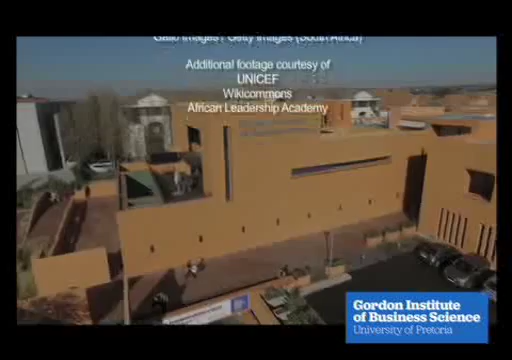 Gallo Images / Getty Images (South Africa)
Additional footage courtesy of
UNICEF
Wikicommons
African Leadership Academy
Gordon Institute
of Business Science
University of Pretoria